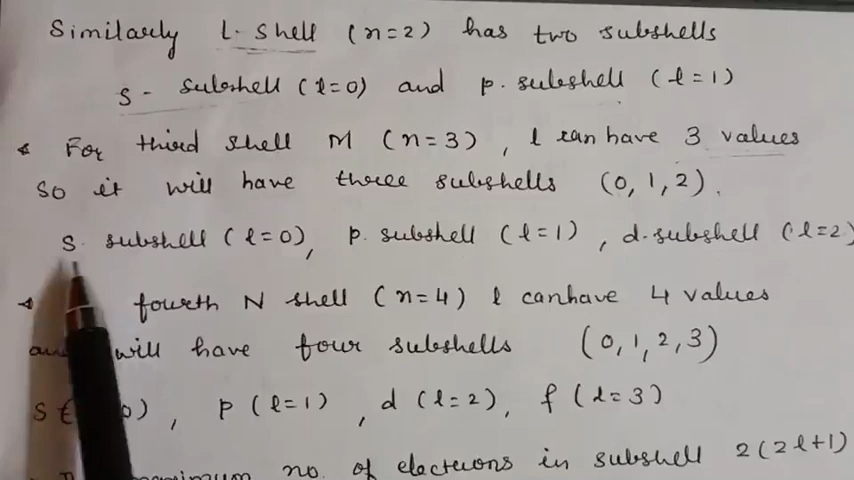 Similarly L-shell (n=2) has two subshells
s - subshell (l=0) and p. subshell (l=1)
* For third shell M (n=3), l can have 3 values
so it will have three subshells (0, 1, 2).
s. subshell (l=0), p. subshell (l=1), d. subshell (l=2)
fourth N shell (n=4) l can have 4 values
will have four subshells (0, 1, 2, 3)
s 0), p (l=1), d (l=2), f (l=3)
no. of electrons in subshell 2(2l+1)